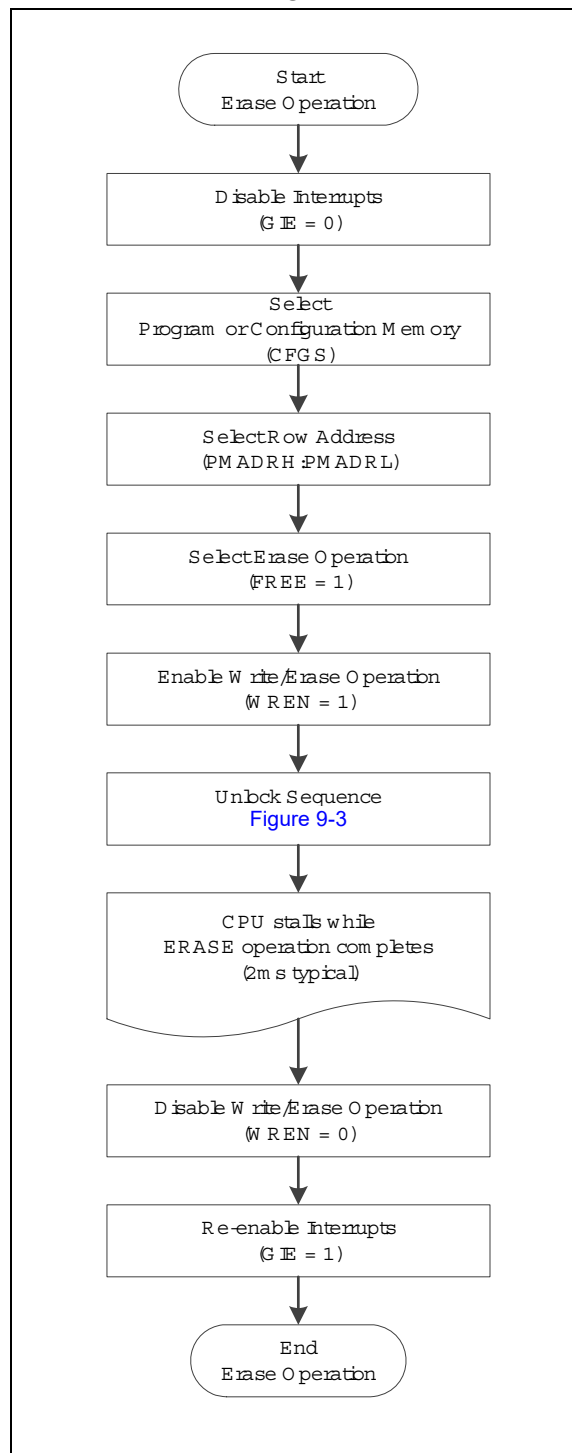 Start
Erase Operation
Disable Interrupts
(GIE = 0)
Select
Program or Configuration Memory
(CFGS)
Select Row Address
(PMADRH:PMADRL)
Select Erase Operation
(FREE = 1)
Enable Write/Erase Operation
(WREN = 1)
Unlock Sequence
Figure 9-3
CPU stalls while
ERASE operation completes
(2ms typical)
Disable Write/Erase Operation
(WREN = 0)
Re-enable Interrupts
(GIE = 1)
End
Erase Operation